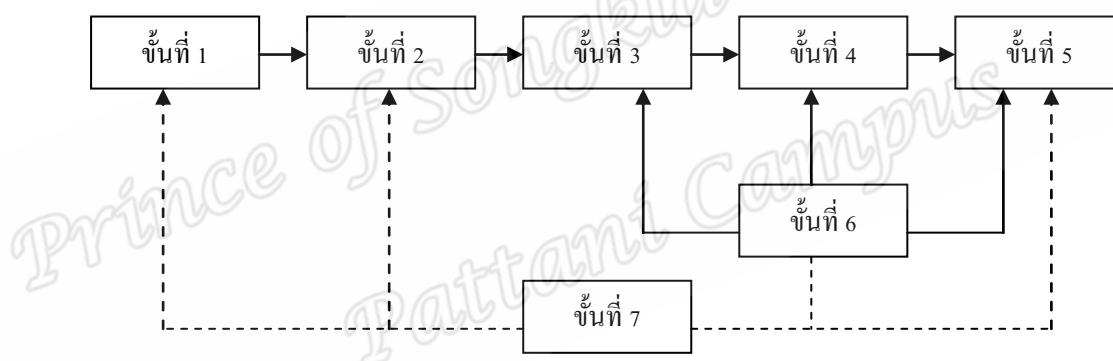 ขั้นที่ 1
ขั้นที่ 2
ขั้นที่ 3
ขั้นที่ 4
ขั้นที่ 5
ขั้นที่ 6
ขั้นที่ 7
Prince of Songkla
Pattani Campus